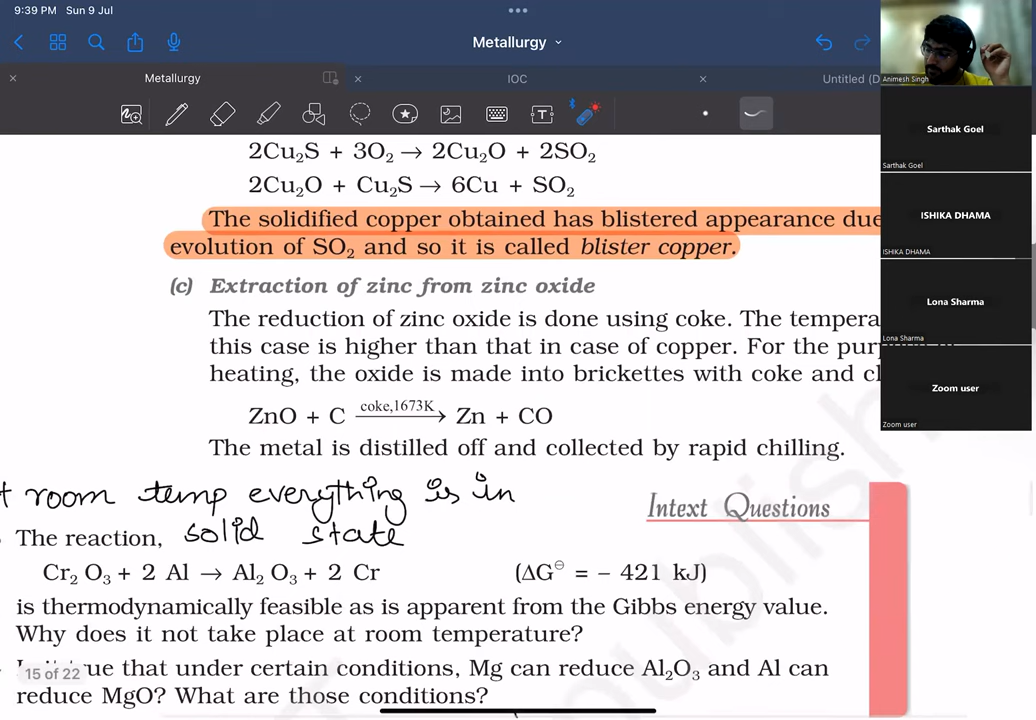 9:39 PM Sun 9 Jul
Metallurgy
Metallurgy
IOC
Untitled (D
Animesh Singh
Sarthak Goel
Sarthak Goel
ISHIKA DHAMA
ISHIKA DHAMA
Lona Sharma
Lona Sharma
Zoom user
Zoom user
2Cu₂S + 3O₂ → 2Cu₂O + 2SO₂
2Cu₂O + Cu₂S → 6Cu + SO₂
The solidified copper obtained has blistered appearance due
evolution of SO₂ and so it is called blister copper.
(c) Extraction of zinc from zinc oxide
The reduction of zinc oxide is done using coke. The tempera
this case is higher than that in case of copper. For the pur
heating, the oxide is made into brickettes with coke and cl
coke,1673K
ZnO + C → Zn + CO
The metal is distilled off and collected by rapid chilling.
room temp everything is in
Intext Questions
The reaction, solid state
Cr₂ O₃ + 2 Al → Al₂ O₃ + 2 Cr (ΔG⊖ = – 421 kJ)
is thermodynamically feasible as is apparent from the Gibbs energy value.
Why does it not take place at room temperature?
15 of 22 ue that under certain conditions, Mg can reduce Al₂O₃ and Al can
reduce MgO? What are those conditions?